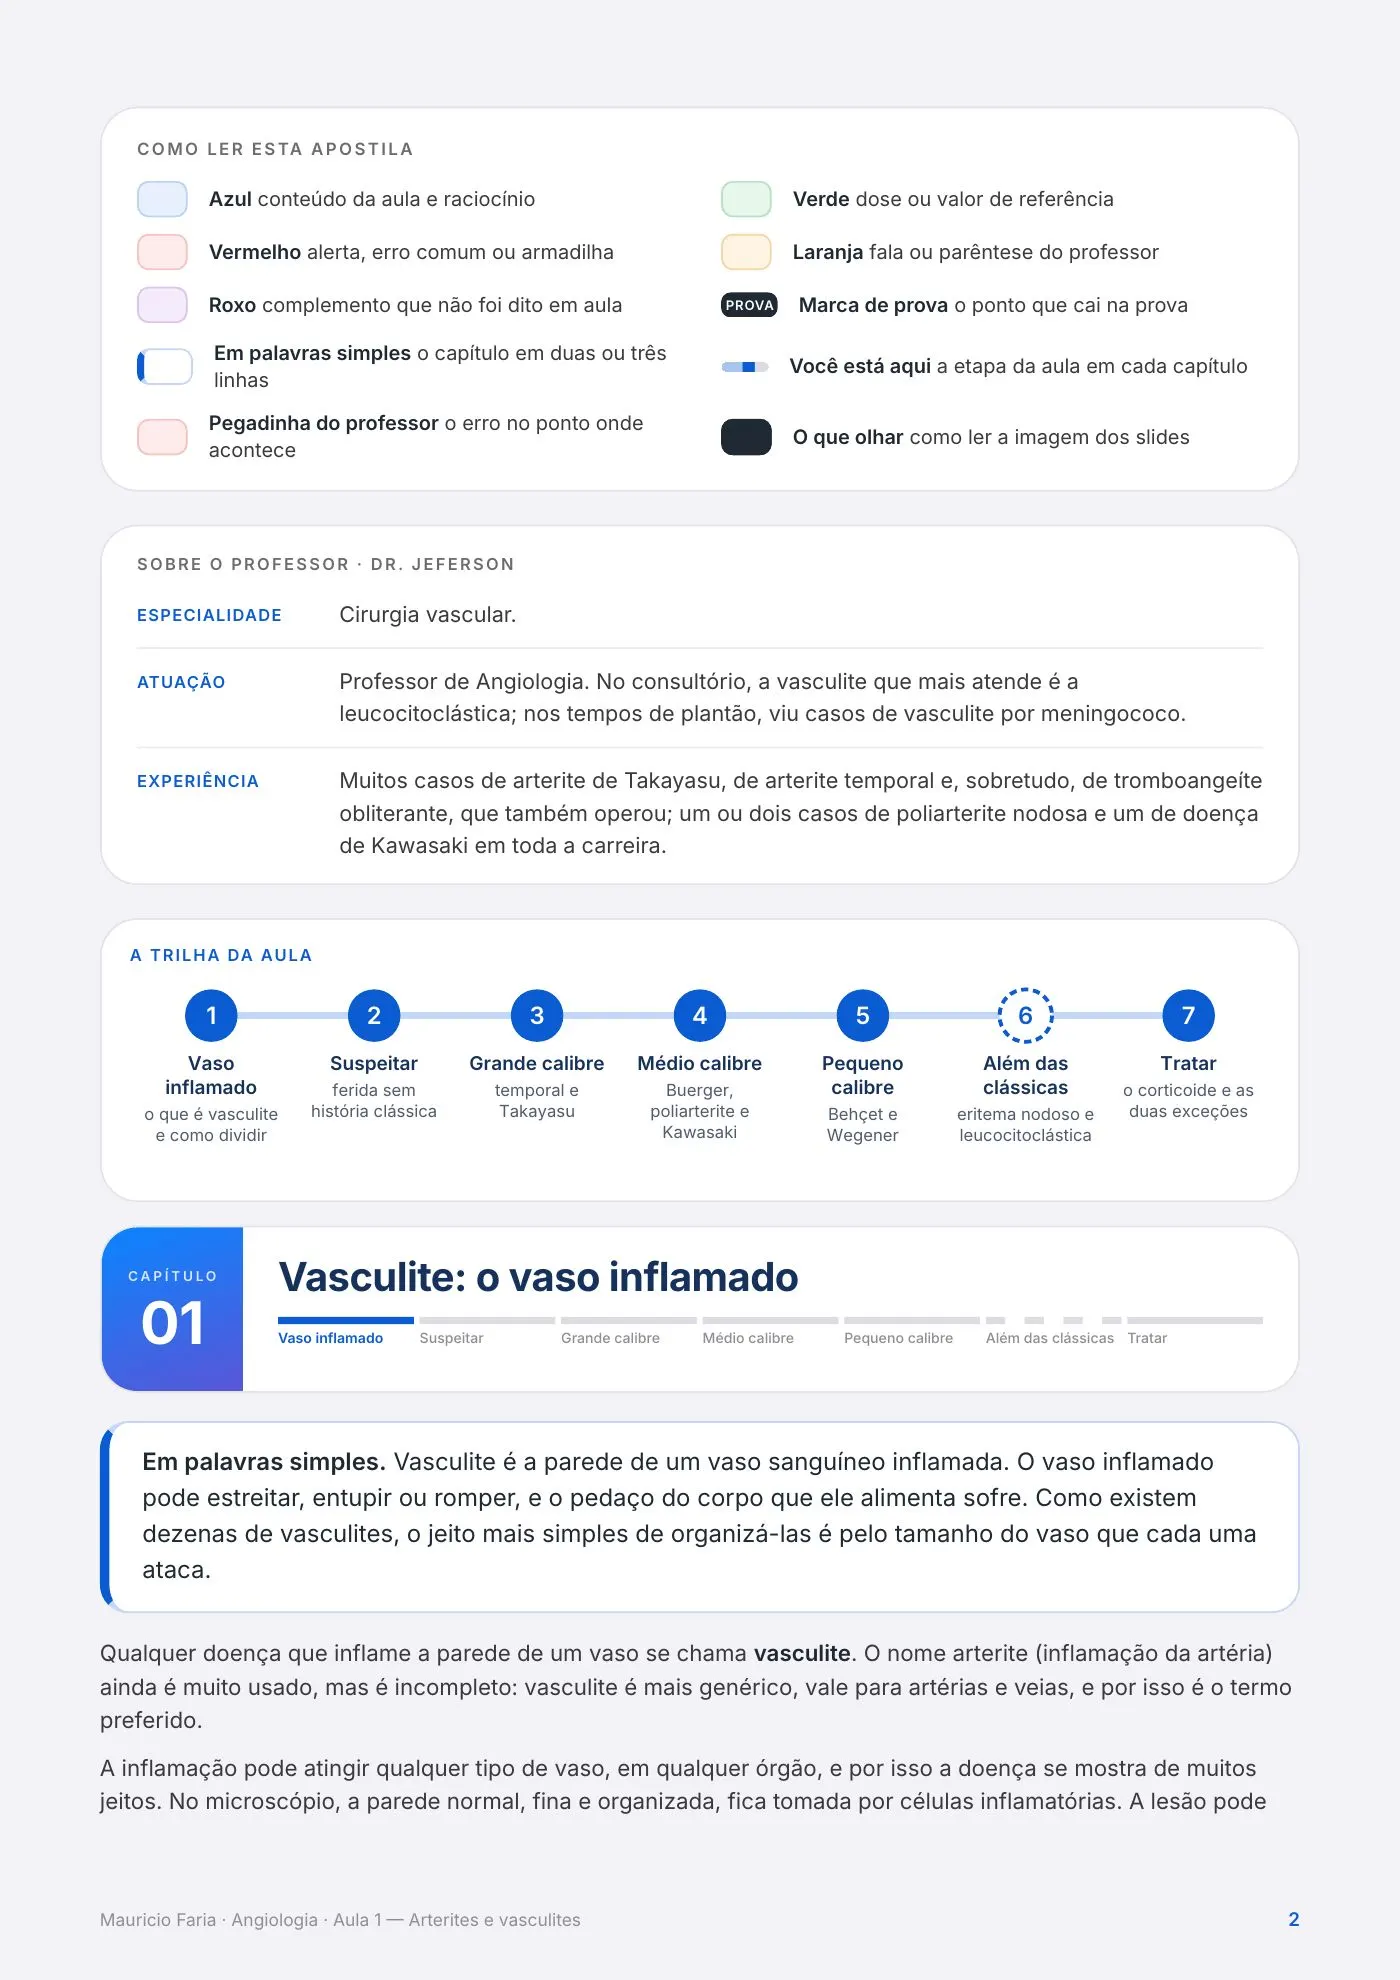 COMO LER ESTA APOSTILA
Azul conteúdo da aula e raciocínio
Verde dose ou valor de referência
Vermelho alerta, erro comum ou armadilha
Laranja fala ou parêntese do professor
Roxo complemento que não foi dito em aula
PROVA Marca de prova o ponto que cai na prova
Em palavras simples o capítulo em duas ou três
linhas
Você está aqui a etapa da aula em cada capítulo
Pegadinha do professor o erro no ponto onde
acontece
O que olhar como ler a imagem dos slides
SOBRE O PROFESSOR · DR. JEFERSON
ESPECIALIDADE Cirurgia vascular.
ATUAÇÃO Professor de Angiologia. No consultório, a vasculite que mais atende é a
leucocitoclástica; nos tempos de plantão, viu casos de vasculite por meningococo.
EXPERIÊNCIA Muitos casos de arterite de Takayasu, de arterite temporal e, sobretudo, de tromboangeíte
obliterante, que também operou; um ou dois casos de poliarterite nodosa e um de doença
de Kawasaki em toda a carreira.
A TRILHA DA AULA
1
Vaso
inflamado
o que é vasculite
e como dividir
2
Suspeitar
ferida sem
história clássica
3
Grande calibre
temporal e
Takayasu
4
Médio calibre
Buerger,
poliarterite e
Kawasaki
5
Pequeno
calibre
Behçet e
Wegener
6
Além das
clássicas
eritema nodoso e
leucocitoclástica
7
Tratar
o corticoide e as
duas exceções
CAPÍTULO
01
Vasculite: o vaso inflamado
Vaso inflamado Suspeitar Grande calibre Médio calibre Pequeno calibre Além das clássicas Tratar
Em palavras simples. Vasculite é a parede de um vaso sanguíneo inflamada. O vaso inflamado
pode estreitar, entupir ou romper, e o pedaço do corpo que ele alimenta sofre. Como existem
dezenas de vasculites, o jeito mais simples de organizá-las é pelo tamanho do vaso que cada uma
ataca.
Qualquer doença que inflame a parede de um vaso se chama vasculite. O nome arterite (inflamação da artéria)
ainda é muito usado, mas é incompleto: vasculite é mais genérico, vale para artérias e veias, e por isso é o termo
preferido.
A inflamação pode atingir qualquer tipo de vaso, em qualquer órgão, e por isso a doença se mostra de muitos
jeitos. No microscópio, a parede normal, fina e organizada, fica tomada por células inflamatórias. A lesão pode
Mauricio Faria · Angiologia · Aula 1 — Arterites e vasculites
2